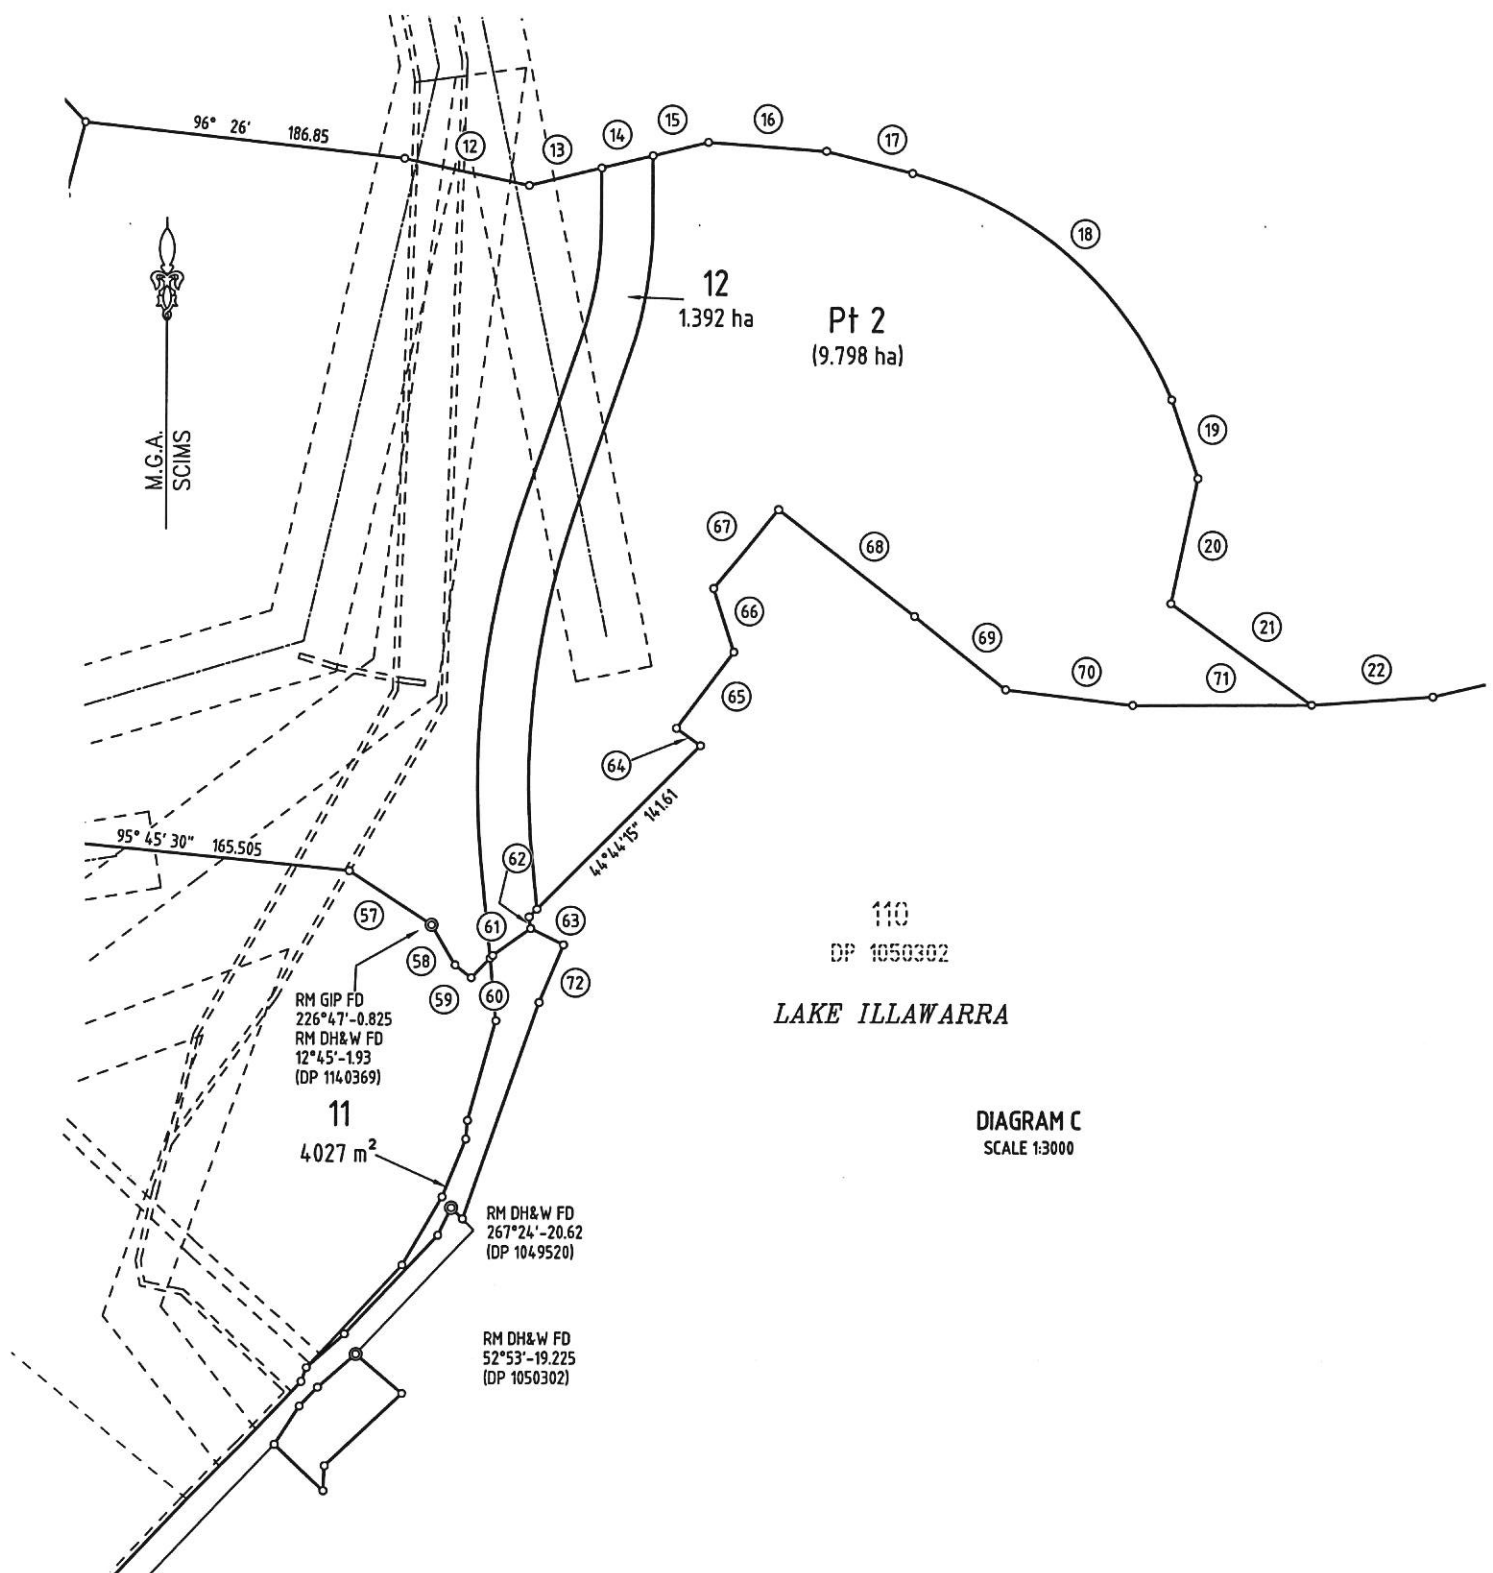 96° 26' 186.85
12
13
14
15
16
17
18
12
1.392 ha
Pt 2
(9.798 ha)
M.G.A.
SCIMS
19
67
68
20
66
69
21
65
70
71
22
64
44°44'15" 141.61
95° 45' 30" 165.505
62
57
61
63
110
DP 1050302
58
59
60
72
LAKE ILLAWARRA
RM GIP FD
226°47'-0.825
RM DH&W FD
12°45'-1.93
(DP 1140369)
11
4027 m²
DIAGRAM C
SCALE 1:3000
RM DH&W FD
267°24'-20.62
(DP 1049520)
RM DH&W FD
52°53'-19.225
(DP 1050302)